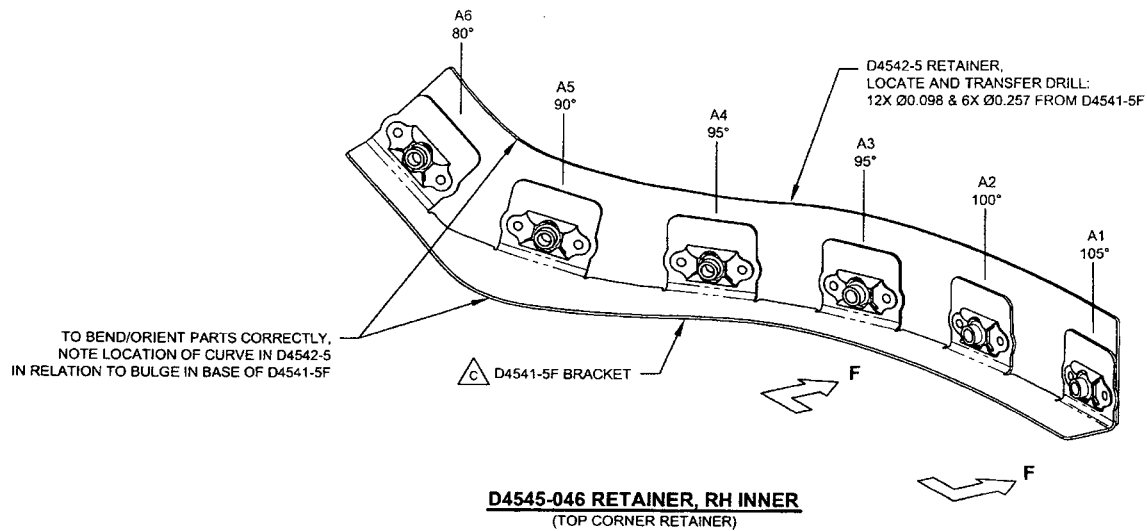 A6
80°
A5
90°
A4
95°
A3
95°
A2
100°
A1
105°
D4542-5 RETAINER,
LOCATE AND TRANSFER DRILL:
12X Ø0.098 & 6X Ø0.257 FROM D4541-5F
TO BEND/ORIENT PARTS CORRECTLY,
NOTE LOCATION OF CURVE IN D4542-5
IN RELATION TO BULGE IN BASE OF D4541-5F
C D4541-5F BRACKET
F
F
D4545-046 RETAINER, RH INNER
(TOP CORNER RETAINER)